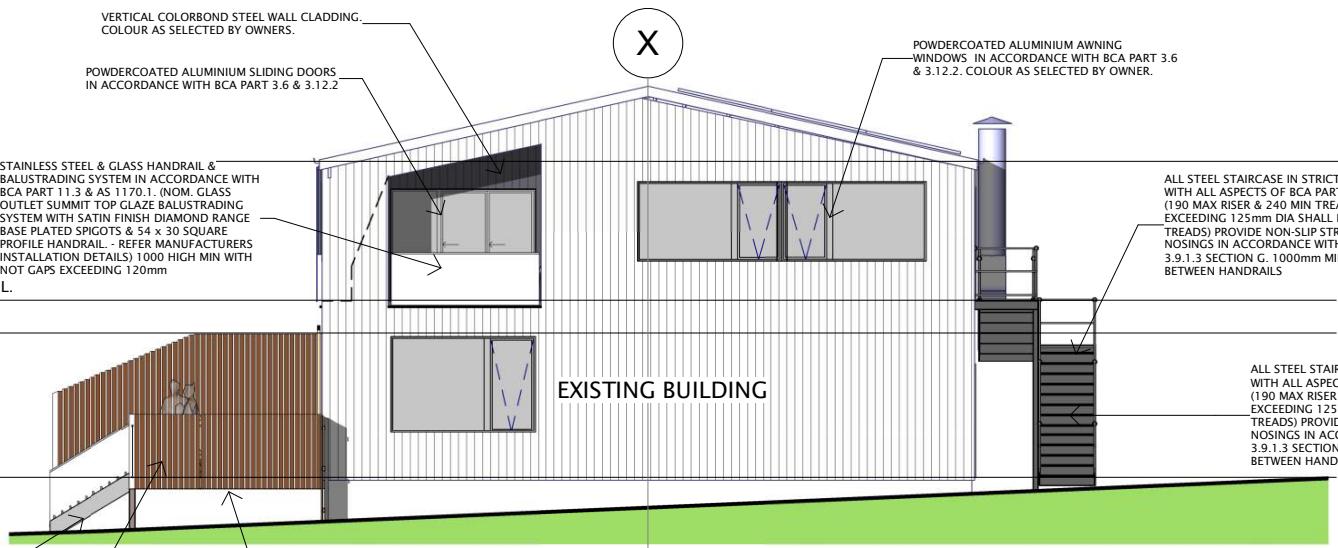 VERTICAL COLORBOND STEEL WALL CLADDING.
COLOUR AS SELECTED BY OWNERS.
X
POWDERCOATED ALUMINIUM AWNING
WINDOWS IN ACCORDANCE WITH BCA PART 3.6
& 3.12.2. COLOUR AS SELECTED BY OWNER.
POWDERCOATED ALUMINIUM SLIDING DOORS
IN ACCORDANCE WITH BCA PART 3.6 & 3.12.2
STAINLESS STEEL & GLASS HANDRAIL &
BALUSTRADING SYSTEM IN ACCORDANCE WITH
BCA PART 11.3 & AS 1170.1. (NOM. GLASS
OUTLET SUMMIT TOP GLAZE BALUSTRADING
SYSTEM WITH SATIN FINISH DIAMOND RANGE
BASE PLATED SPIGOTS & 54 x 30 SQUARE
PROFILE HANDRAIL. - REFER MANUFACTURERS
INSTALLATION DETAILS) 1000 HIGH MIN WITH
NOT GAPS EXCEEDING 120mm
L.
ALL STEEL STAIRCASE IN STRICT
WITH ALL ASPECTS OF BCA PART
(190 MAX RISER & 240 MIN TREA
EXCEEDING 125mm DIA SHALL
TREADS) PROVIDE NON-SLIP STR
NOSINGS IN ACCORDANCE WITH
3.9.1.3 SECTION G. 1000mm MI
BETWEEN HANDRAILS
EXISTING BUILDING
ALL STEEL STAIR
WITH ALL ASPEC
(190 MAX RISER
EXCEEDING 125
TREADS) PROVID
NOSINGS IN ACC
3.9.1.3 SECTION
BETWEEN HAND